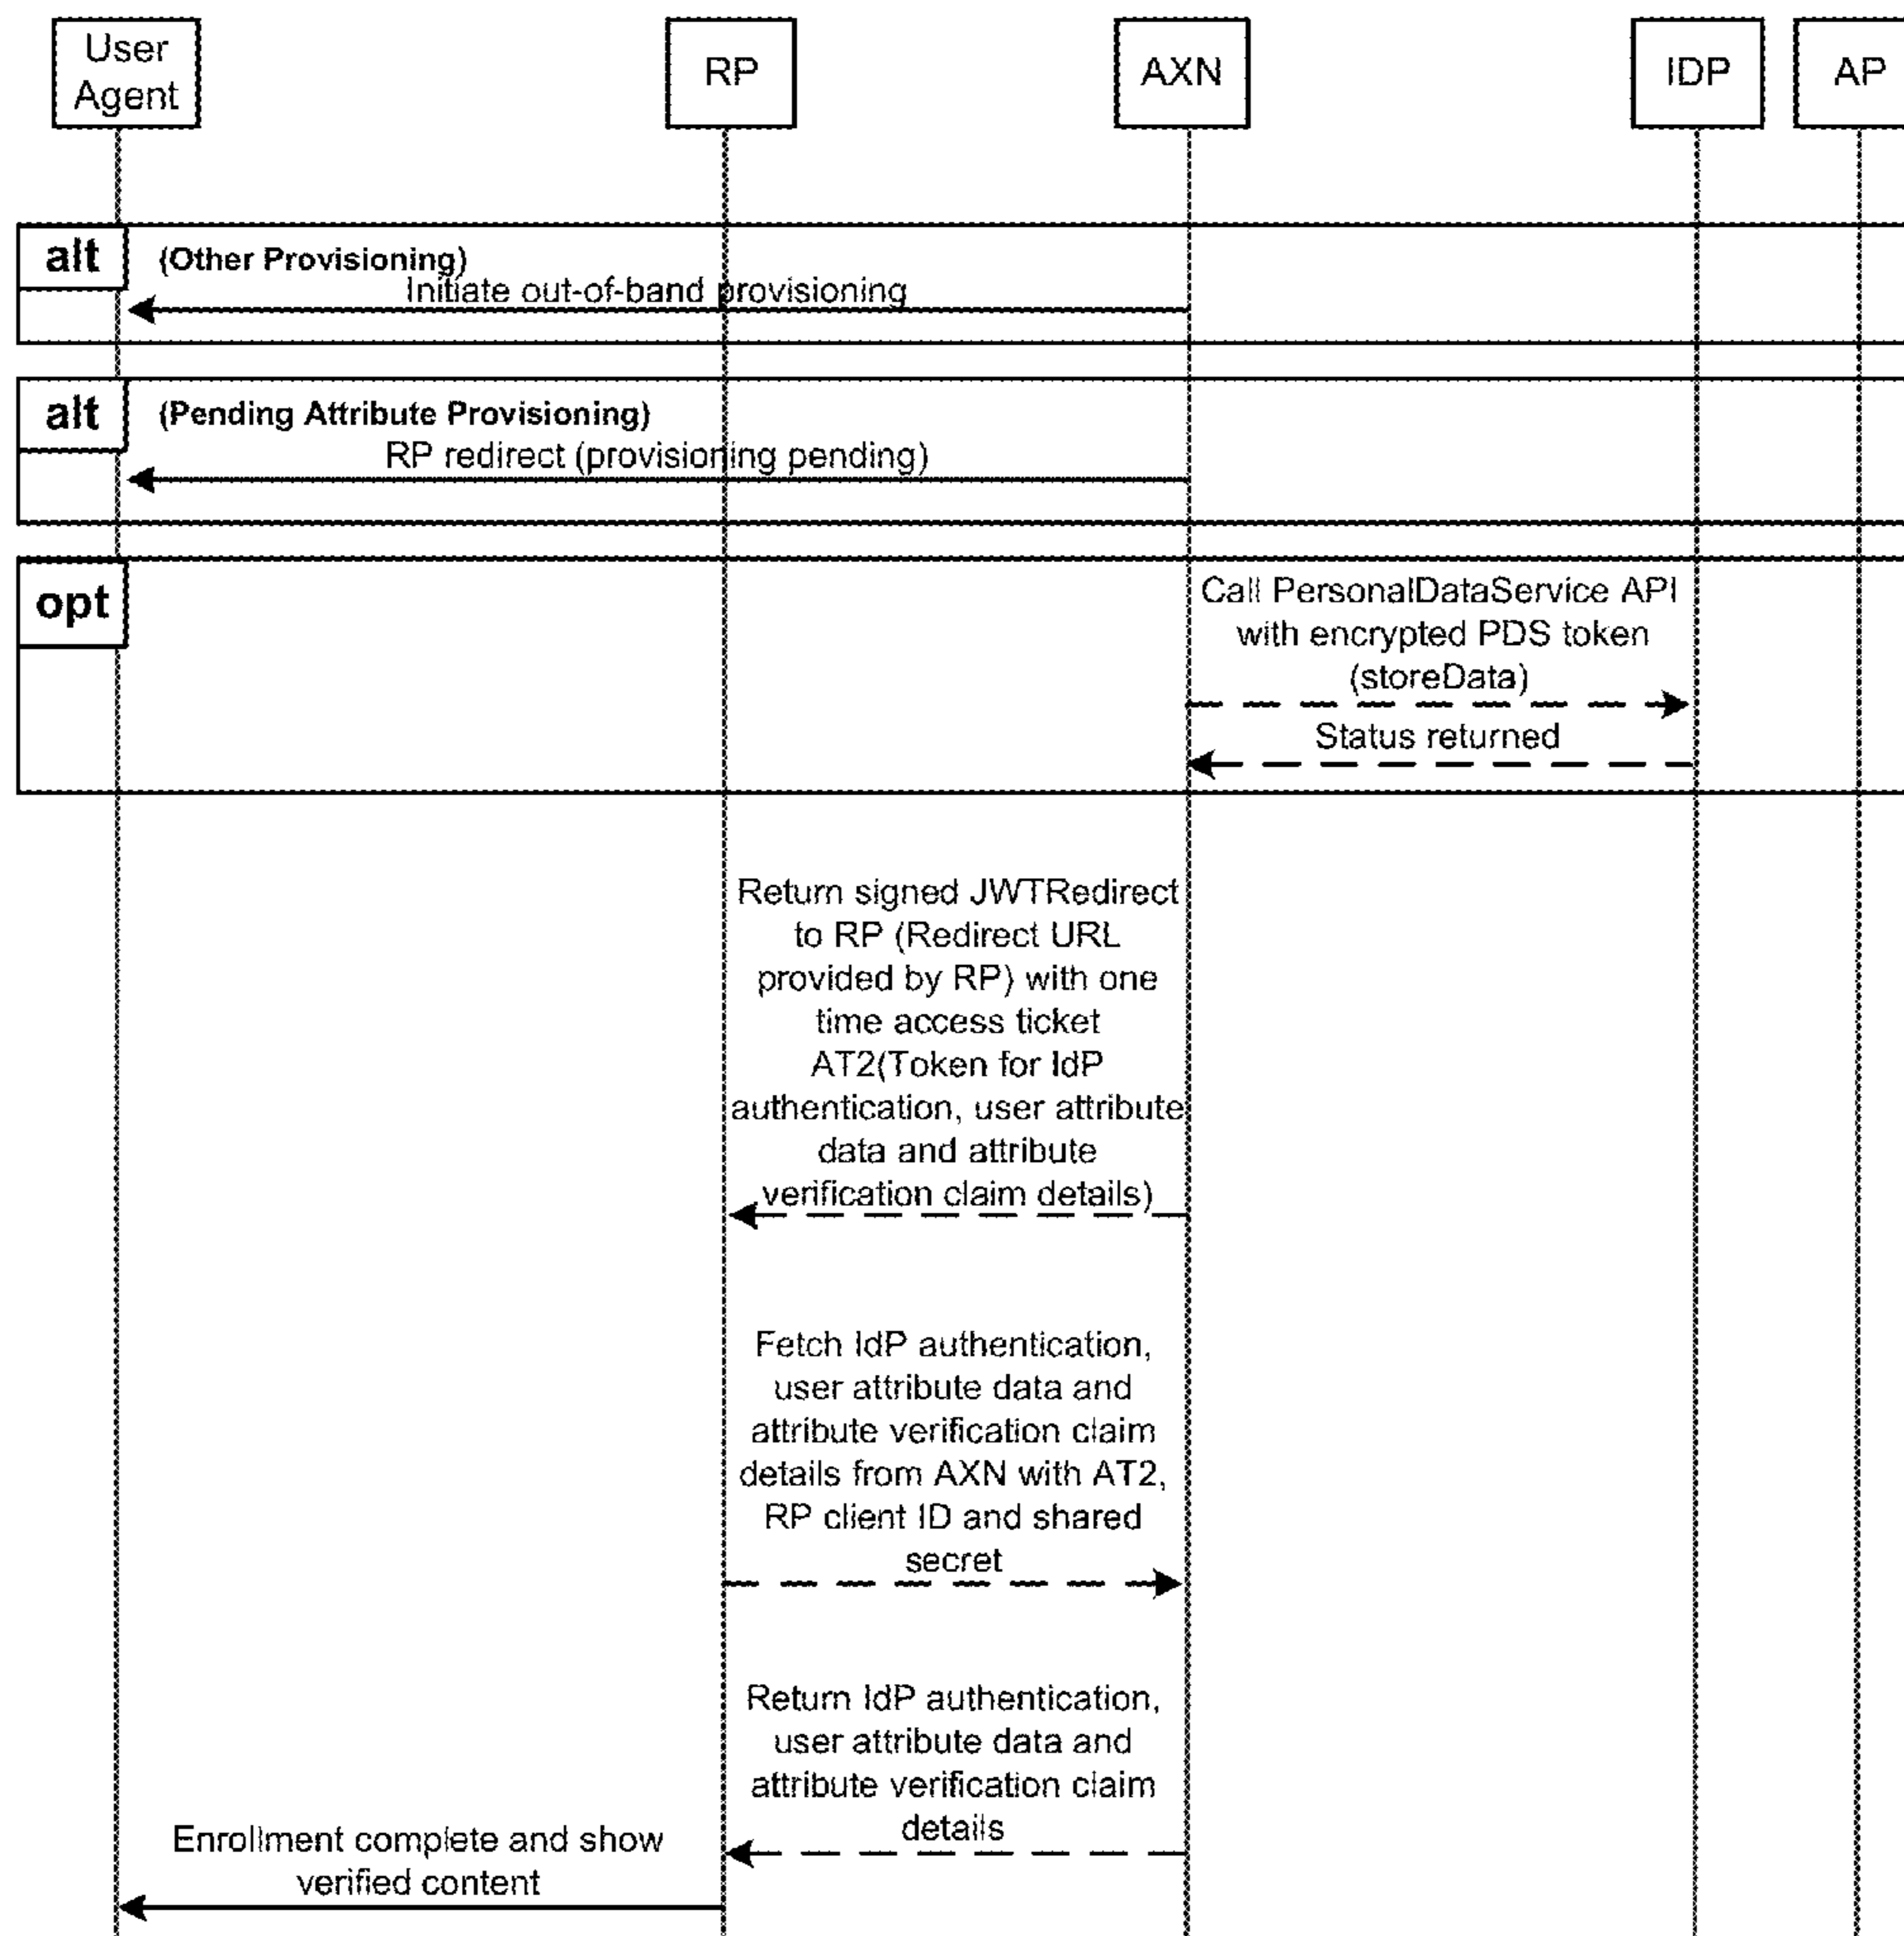 User
Agent
RP
AXN
IDP
AP
alt
(Other Provisioning)
Initiate out-of-band provisioning
alt
(Pending Attribute Provisioning)
RP redirect (provisioning pending)
opt
Call PersonalDataService API
with encrypted PDS token
(storeData)
Status returned
Return signed JWTRedirect
to RP (Redirect URL
provided by RP) with one
time access ticket
AT2(Token for IdP
authentication, user attribute
data and attribute
verification claim details)
Fetch IdP authentication,
user attribute data and
attribute verification claim
details from AXN with AT2,
RP client ID and shared
secret
Return IdP authentication,
user attribute data and
attribute verification claim
details
Enrollment complete and show
verified content